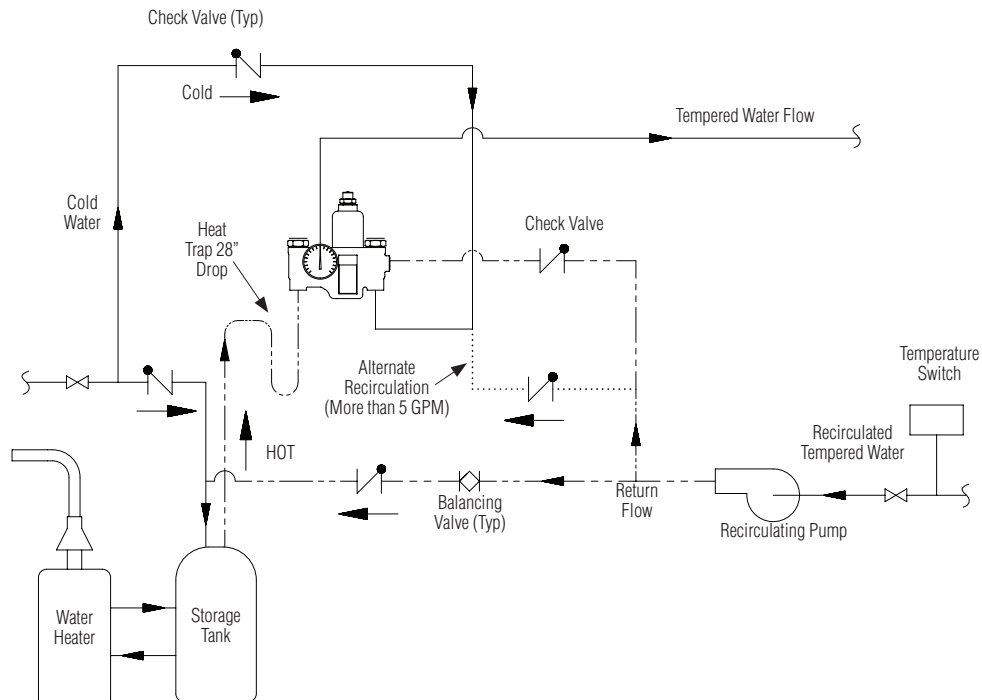 Check Valve (Typ)
Cold
Tempered Water Flow
Cold
Water
Heat
Trap 28”
Drop
Check Valve
Alternate
Recirculation
(More than 5 GPM)
Temperature
Switch
Recirculated
Tempered Water
HOT
Balancing
Valve (Typ)
Return
Flow
Recirculating Pump
Water
Heater
Storage
Tank